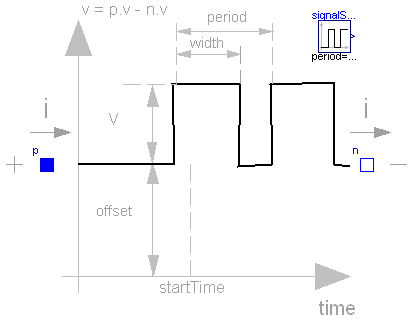 v = p.v - n.v
period
signalS...
width
period=...
V
i
i
+
p
n
−
offset
startTime
time